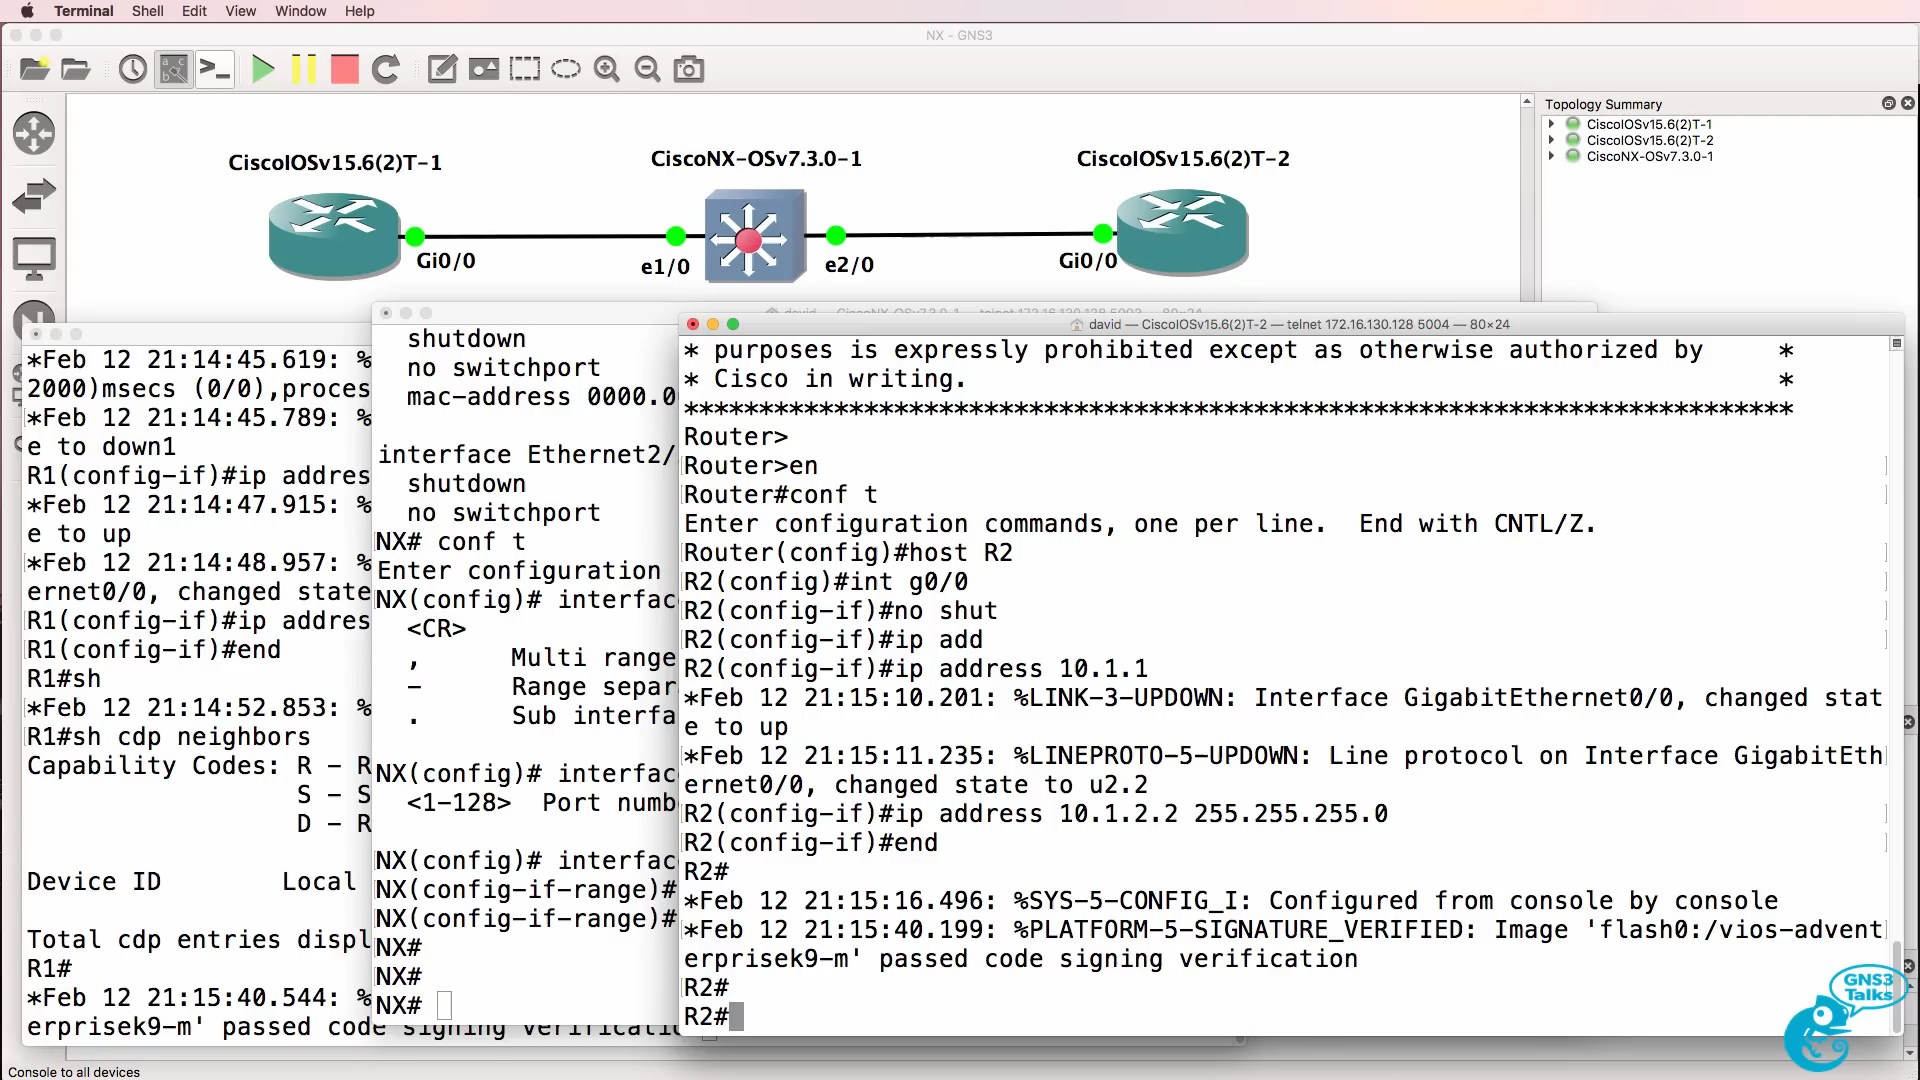 Terminal Shell Edit View Window Help
NX - GNS3
Topology Summary
CiscoIOSv15.6(2)T-1
CiscoIOSv15.6(2)T-2
CiscoNX-OSv7.3.0-1
CiscoIOSv15.6(2)T-1
CiscoNX-OSv7.3.0-1
CiscoIOSv15.6(2)T-2
Gi0/0
e1/0
e2/0
Gi0/0
*Feb 12 21:14:45.619: %
2000)msecs (0/0),proces
*Feb 12 21:14:45.789: %
e to down1
R1(config-if)#ip addres
*Feb 12 21:14:47.915: %
e to up
*Feb 12 21:14:48.957: %
ernet0/0, changed state
R1(config-if)#ip addres
R1(config-if)#end
R1#sh
*Feb 12 21:14:52.853: %
R1#sh cdp neighbors
Capability Codes: R - R
S - S
D - R
Device ID Local
Total cdp entries displ
R1#
*Feb 12 21:15:40.544: %
erprisek9-m' passed code signing verificatio
shutdown
no switchport
mac-address 0000.0
interface Ethernet2/
shutdown
no switchport
NX# conf t
Enter configuration
NX(config)# interfac
<CR>
, Multi range
- Range separ
. Sub interfa
NX(config)# interfac
<1-128> Port numb
NX(config)# interfac
NX(config-if-range)#
NX(config-if-range)#
NX#
NX#
NX#
david — CiscoIOSv15.6(2)T-2 — telnet 172.16.130.128 5004 — 80×24
* purposes is expressly prohibited except as otherwise authorized by *
* Cisco in writing. *
**************************************************************************
Router>
Router>en
Router#conf t
Enter configuration commands, one per line. End with CNTL/Z.
Router(config)#host R2
R2(config)#int g0/0
R2(config-if)#no shut
R2(config-if)#ip add
R2(config-if)#ip address 10.1.1
*Feb 12 21:15:10.201: %LINK-3-UPDOWN: Interface GigabitEthernet0/0, changed stat
e to up
*Feb 12 21:15:11.235: %LINEPROTO-5-UPDOWN: Line protocol on Interface GigabitEth
ernet0/0, changed state to u2.2
R2(config-if)#ip address 10.1.2.2 255.255.255.0
R2(config-if)#end
R2#
*Feb 12 21:15:16.496: %SYS-5-CONFIG_I: Configured from console by console
*Feb 12 21:15:40.199: %PLATFORM-5-SIGNATURE_VERIFIED: Image 'flash0:/vios-advent
erprisek9-m' passed code signing verification
R2#
R2#
GNS3
Talks
Console to all devices